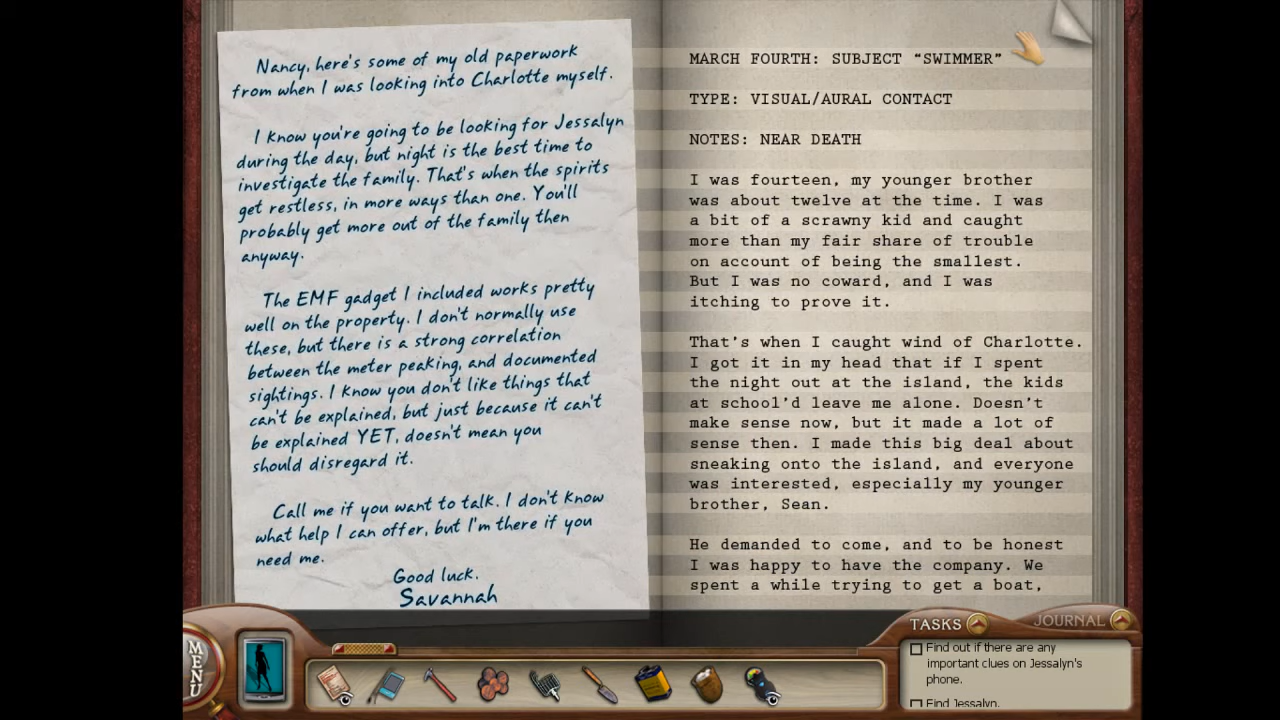 Nancy, here's some of my old paperwork
from when I was looking into Charlotte myself.
I know you're going to be looking for Jessalyn
during the day, but night is the best time to
investigate the family. That's when the spirits
get restless, in more ways than one. You'll
probably get more out of the family then
anyway.
The EMF gadget I included works pretty
well on the property. I don't normally use
these, but there is a strong correlation
between the meter peaking, and documented
sightings. I know you don't like things that
can't be explained, but just because it can't
be explained YET, doesn't mean you
should disregard it.
Call me if you want to talk. I don't know
what help I can offer, but I'm there if you
need me.
Good luck.
Savannah
MARCH FOURTH: SUBJECT “SWIMMER”
TYPE: VISUAL/AURAL CONTACT
NOTES: NEAR DEATH
I was fourteen, my younger brother
was about twelve at the time. I was
a bit of a scrawny kid and caught
more than my fair share of trouble
on account of being the smallest.
But I was no coward, and I was
itching to prove it.
That's when I caught wind of Charlotte.
I got it in my head that if I spent
the night out at the island, the kids
at school'd leave me alone. Doesn't
make sense now, but it made a lot of
sense then. I made this big deal about
sneaking onto the island, and everyone
was interested, especially my younger
brother, Sean.
He demanded to come, and to be honest
I was happy to have the company. We
spent a while trying to get a boat,
MENU
TASKS
JOURNAL
Find out if there are any
important clues on Jessalyn's
phone.
Find Jessalyn.